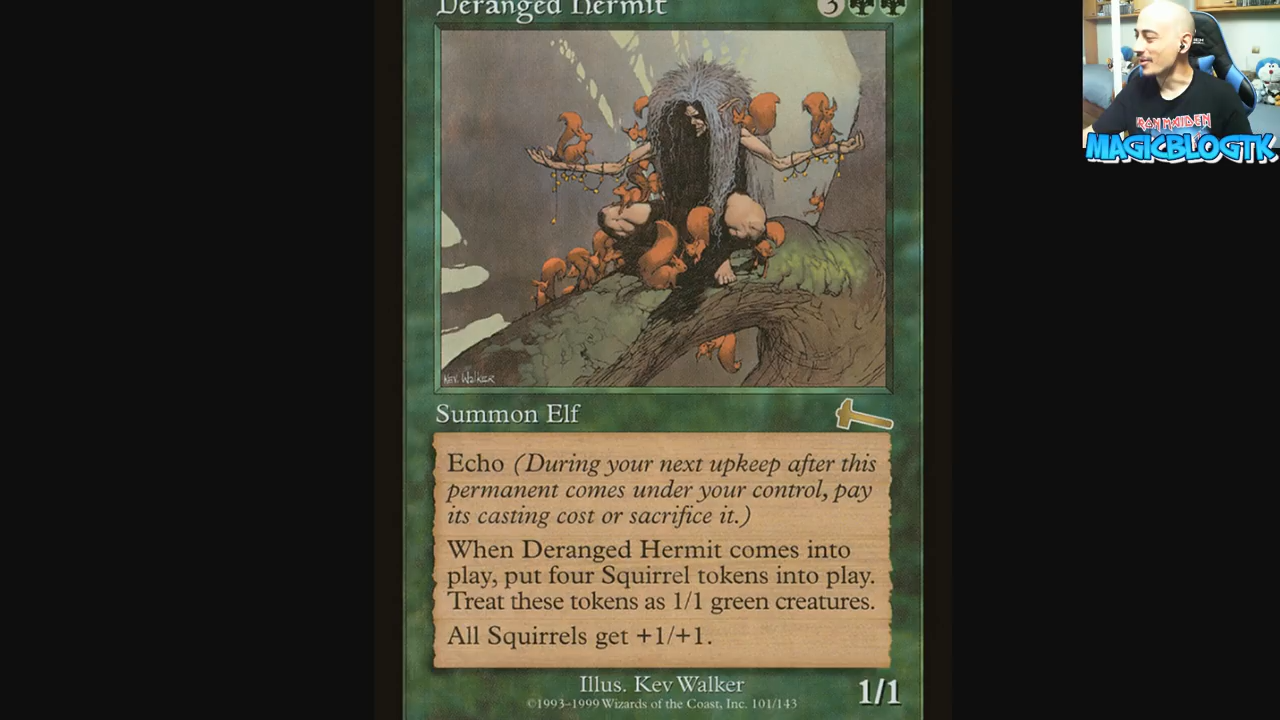 Deranged Hermit
3
KEV WALKER
Summon Elf
Echo (During your next upkeep after this
permanent comes under your control, pay
its casting cost or sacrifice it.)
When Deranged Hermit comes into
play, put four Squirrel tokens into play.
Treat these tokens as 1/1 green creatures.
All Squirrels get +1/+1.
Illus. Kev Walker
©1993–1999 Wizards of the Coast, Inc. 101/143
1/1
IRON MAIDEN
MAGICBLOGTK